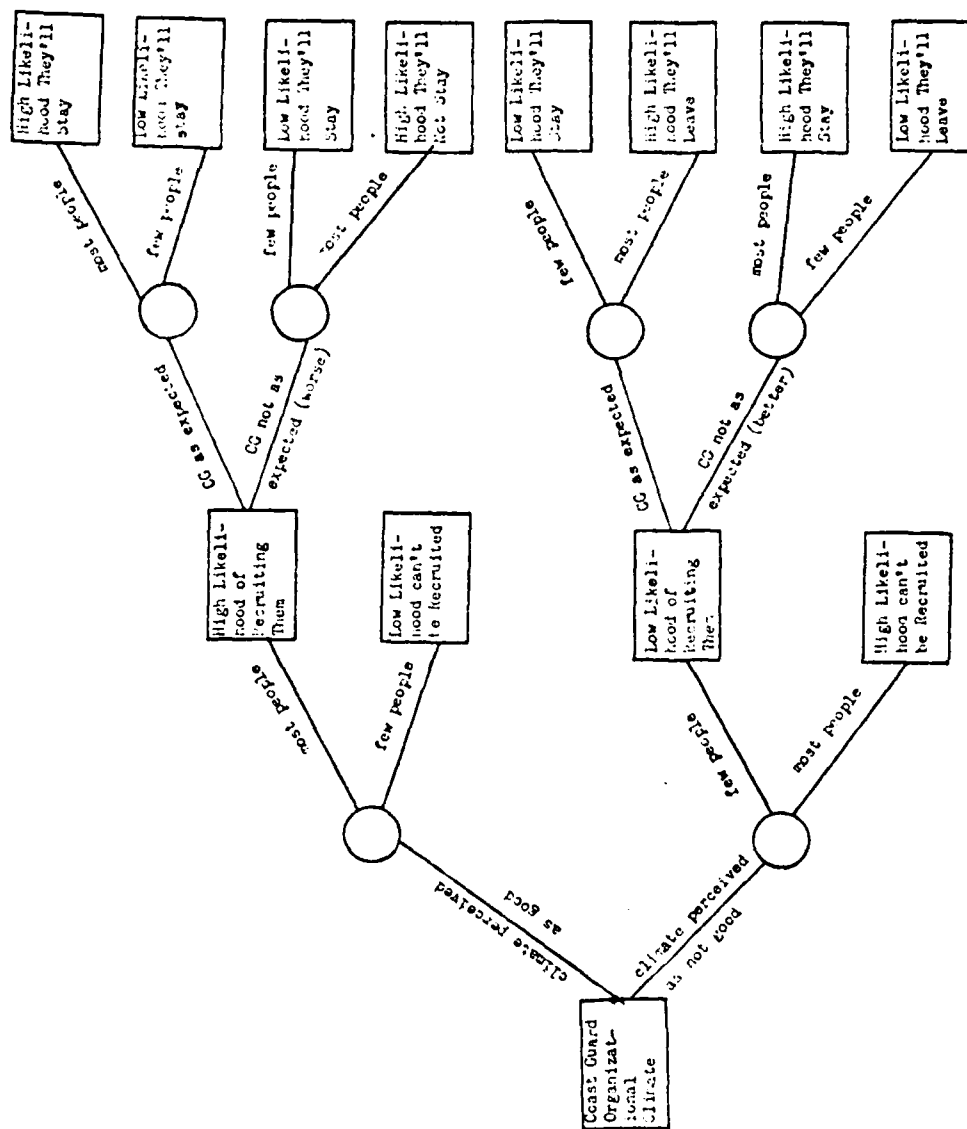 Coast Guard
Organizat-
ional
Climate
climate perceived
as good
climate perceived
as not good
most people
few people
few people
most people
High Likeli-
hood of
Recruiting
Them
Low Likeli-
hood can't
be Recruited
Low Likeli-
hood of
Recruiting
Them
High Likeli-
hood can't
be Recruited
CG as expected
CG not as
expected (worse)
CG as expected
CG not as
expected (better)
most people
few people
few people
most people
few people
most people
most people
few people
High Likeli-
hood They'll
Stay
Low Likeli-
hood They'll
stay
Low Likeli-
hood They'll
Stay
High Likeli-
hood They'll
Not Stay
Low Likeli-
hood They'll
Stay
High Likeli-
hood They'll
Leave
High Likeli-
hood They'll
Stay
Low Likeli-
hood They'll
Leave